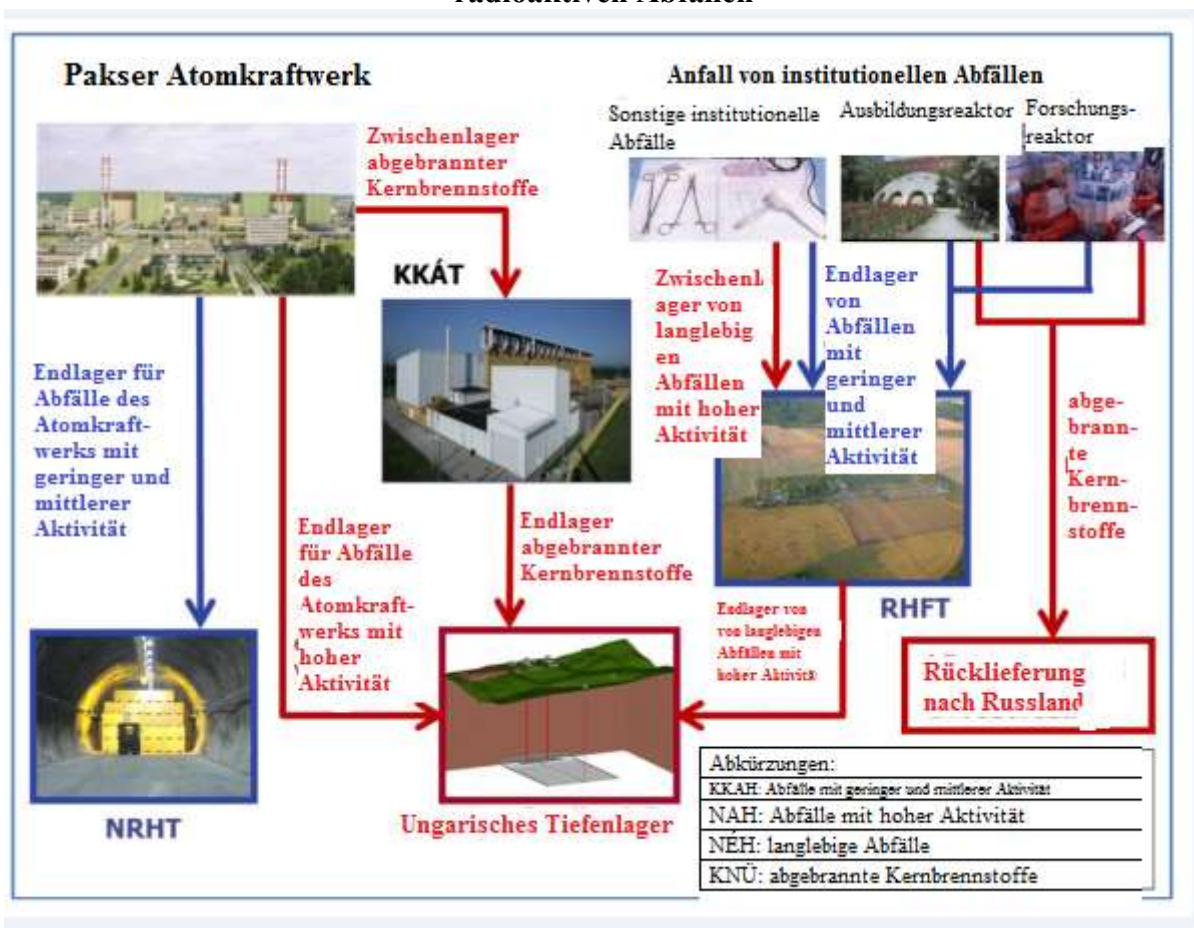 radioaktiven Abfällen
Pakser Atomkraftwerk
Anfall von institutionellen Abfällen
Sonstige institutionelle
Abfälle
Ausbildungsreaktor
Forschungs-
reaktor
Zwischenlager
abgebrannter
Kernbrennstoffe
KKÁT
Zwischenl
ager von
langlebig
en
Abfällen
mit hoher
Aktivität
Endlager
von
Abfällen
mit
geringer
und
mittlerer
Aktivität
Endlager für
Abfälle des
Atomkraft-
werks mit
geringer und
mittlerer
Aktivität
abge-
brann-
te
Kern-
brenn-
stoffe
Endlager
für Abfälle
des
Atomkraft-
werks mit
hoher
Aktivität
Endlager
abgebrannter
Kernbrennstoffe
Endlager von
von langlebigen
Abfällen mit
hoher Aktivitä
RHFT
Rücklieferung
nach Russland
NRHT
Ungarisches Tiefenlager
Abkürzungen:
KKAH: Abfälle mit geringer und mittlerer Aktivität
NAH: Abfälle mit hoher Aktivität
NÉH: langlebige Abfälle
KNÜ: abgebrannte Kernbrennstoffe